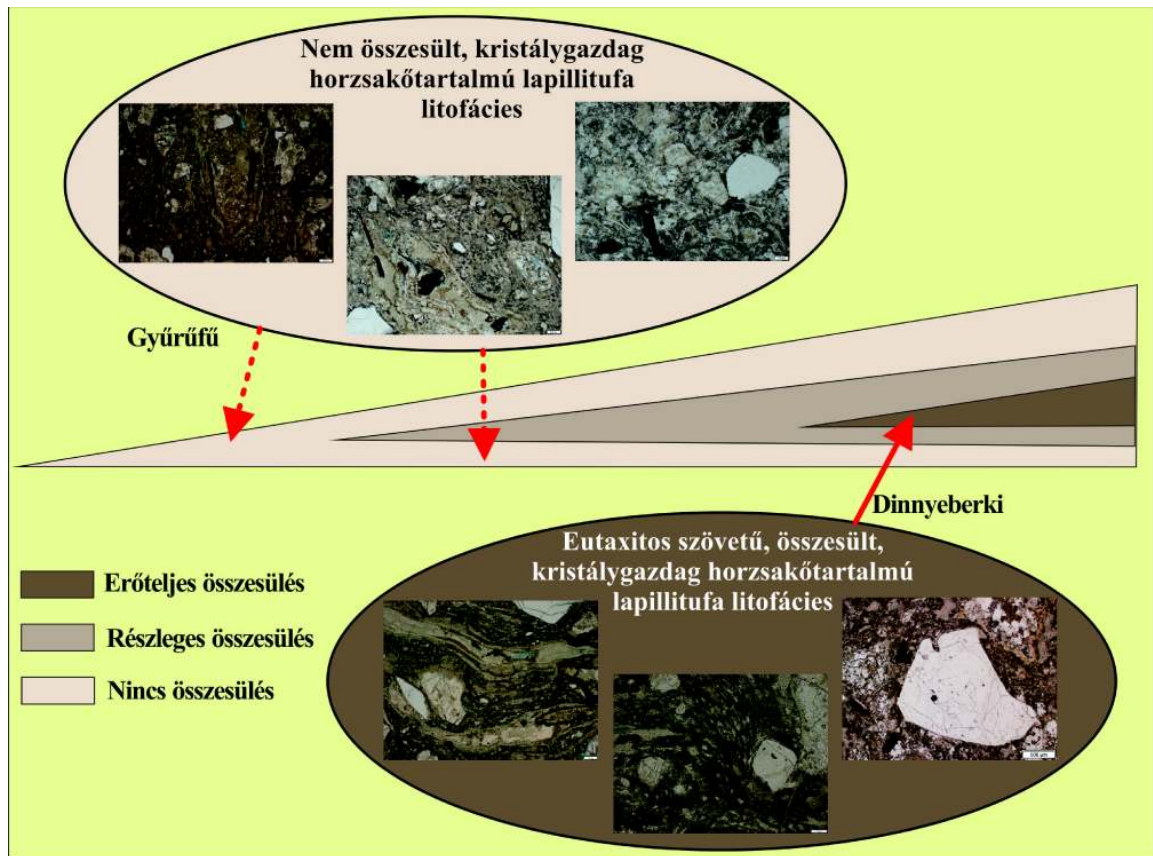 Nem összesült, kristálygazdag
horzsakőtartalmú lapillitufa
litofácies
Gyűrűfű
Dinnyeberki
Eutaxitos szövetű, összesült,
kristálygazdag horzsakőtartalmú
lapillitufa litofácies
Erőteljes összesülés
Részleges összesülés
Nincs összesülés